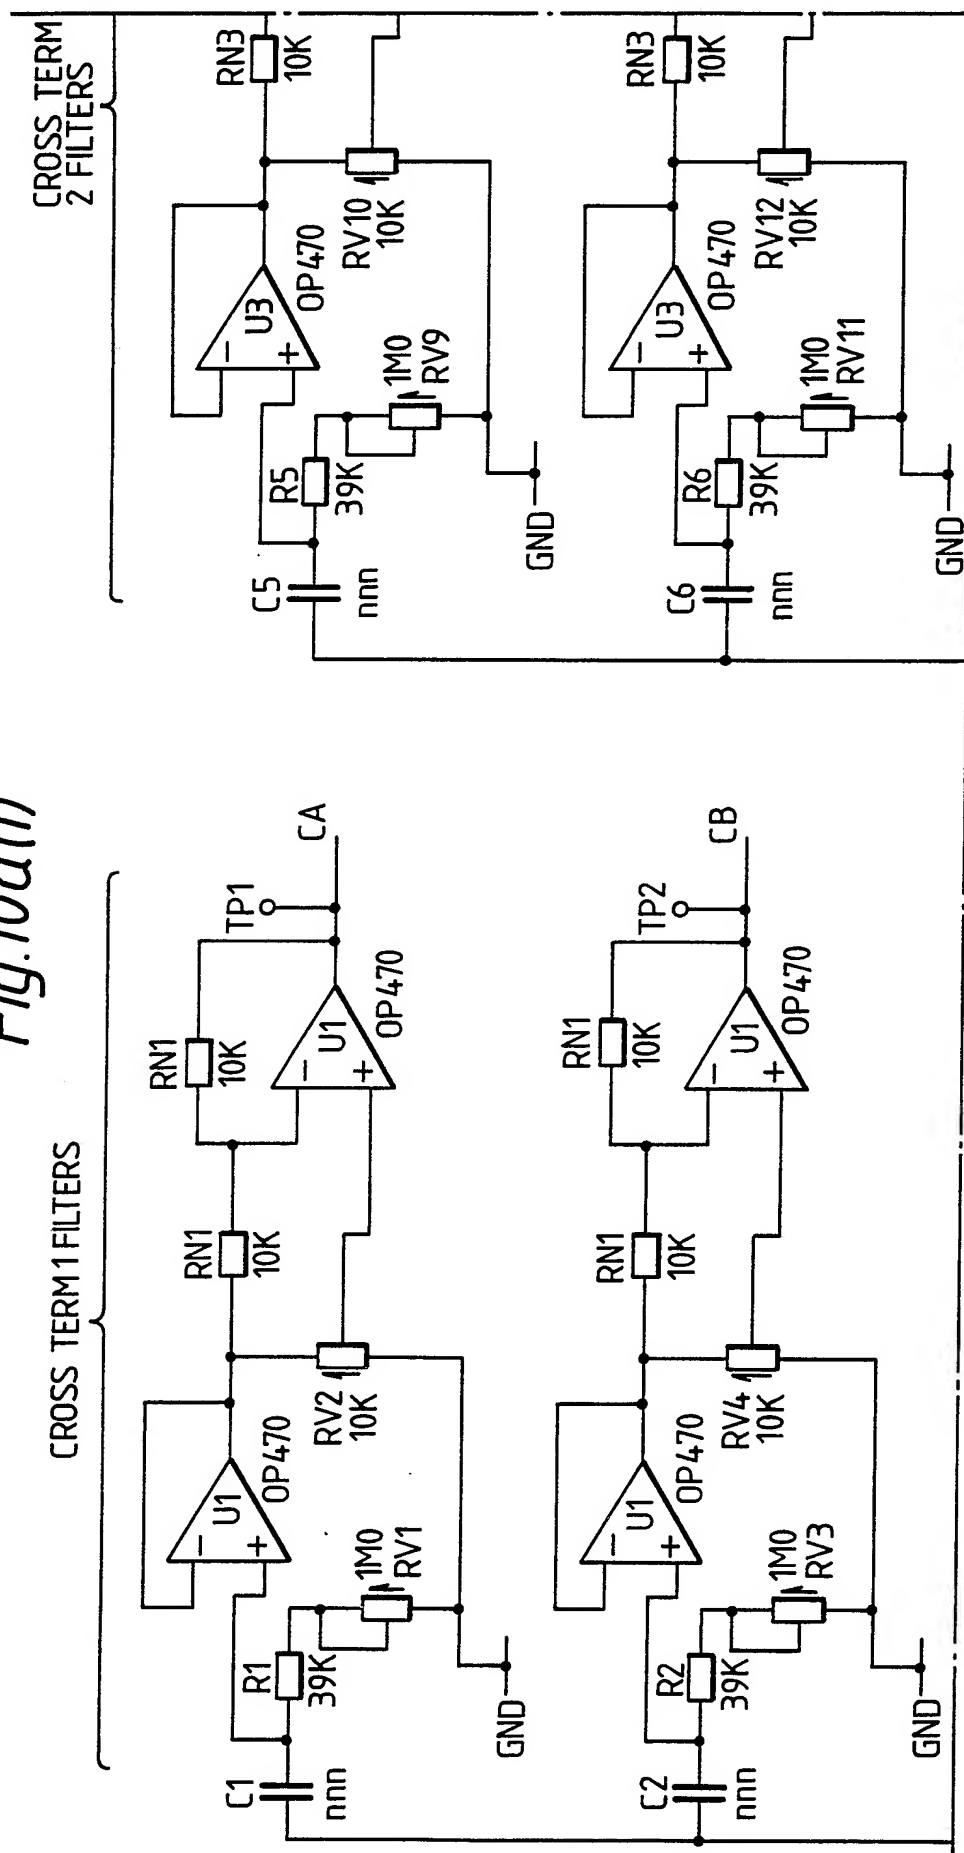 Fig.10a(i)
CROSS TERM 1 FILTERS
C1
nnn
R1
39K
1M0
RV1
GND
U1
-
+
OP470
RV2
10K
RN1
10K
RN1
10K
U1
-
+
OP470
TP1
CA
C2
nnn
R2
39K
1M0
RV3
GND
U1
-
+
OP470
RV4
10K
RN1
10K
RN1
10K
U1
-
+
OP470
TP2
CB
CROSS TERM
2 FILTERS
C5
nnn
R5
39K
1M0
RV9
GND
U3
-
+
OP470
RV10
10K
RN3
10K
C6
nnn
R6
39K
1M0
RV11
GND
U3
-
+
OP470
RV12
10K
RN3
10K